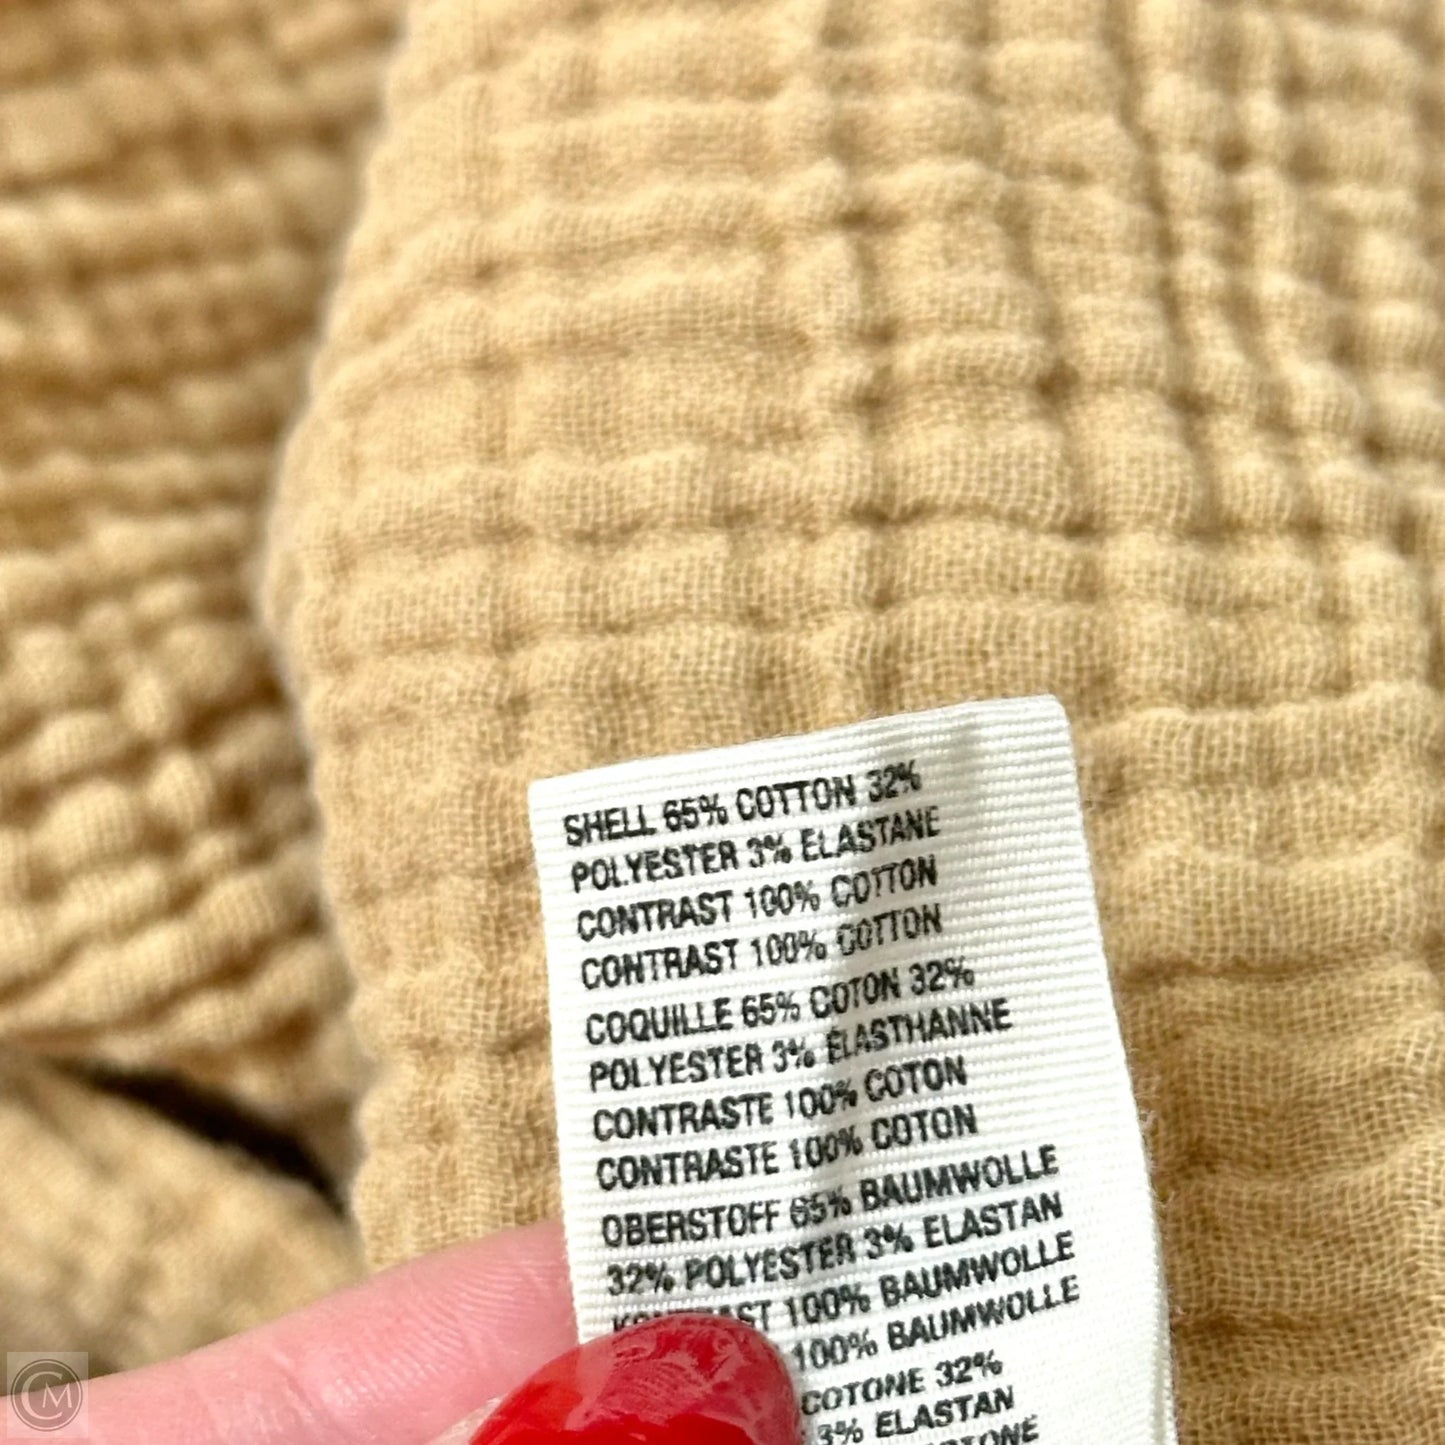 SHELL 65% COTTON 32%
POLYESTER 3% ELASTANE
CONTRAST 100% COTTON
CONTRAST 100% COTTON
COQUILLE 65% COTON 32%
POLYESTER 3% ÉLASTHANNE
CONTRASTE 100% COTON
CONTRASTE 100% COTON
OBERSTOFF 65% BAUMWOLLE
32% POLYESTER 3% ELASTAN
100% BAUMWOLLE
100% BAUMWOLLE
COTONE 32%
3% ELASTAN
CM